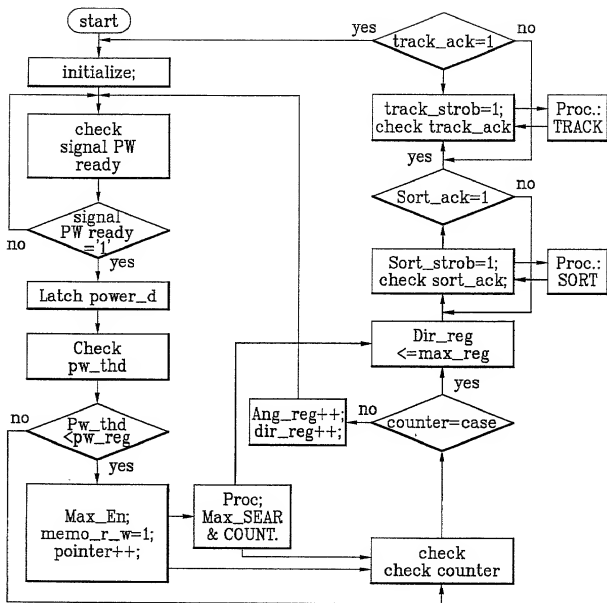 start
initialize;
check
signal PW
ready
signal
PW ready
='1'
no
yes
Latch power_d
Check
pw_thd
no
Pw_thd
<pw_reg
yes
Max_En;
memo_r_w=1;
pointer++;
Proc;
Max_SEAR
& COUNT.
Ang_reg++;
dir_reg++;
yes
track_ack=1
no
track_strob=1;
check track_ack
Proc.:
TRACK
yes
no
Sort_ack=1
Sort_strob=1;
check sort_ack;
Proc.:
SORT
Dir_reg
<=max_reg
yes
no
counter=case
check
check counter